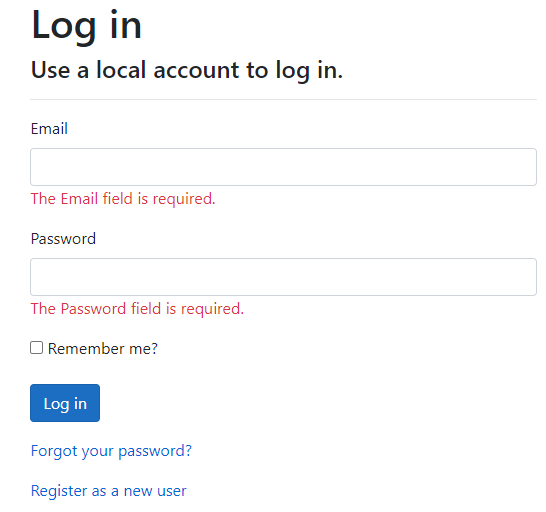 Log in
Use a local account to log in.
Email
The Email field is required.
Password
The Password field is required.
Remember me?
Log in
Forgot your password?
Register as a new user